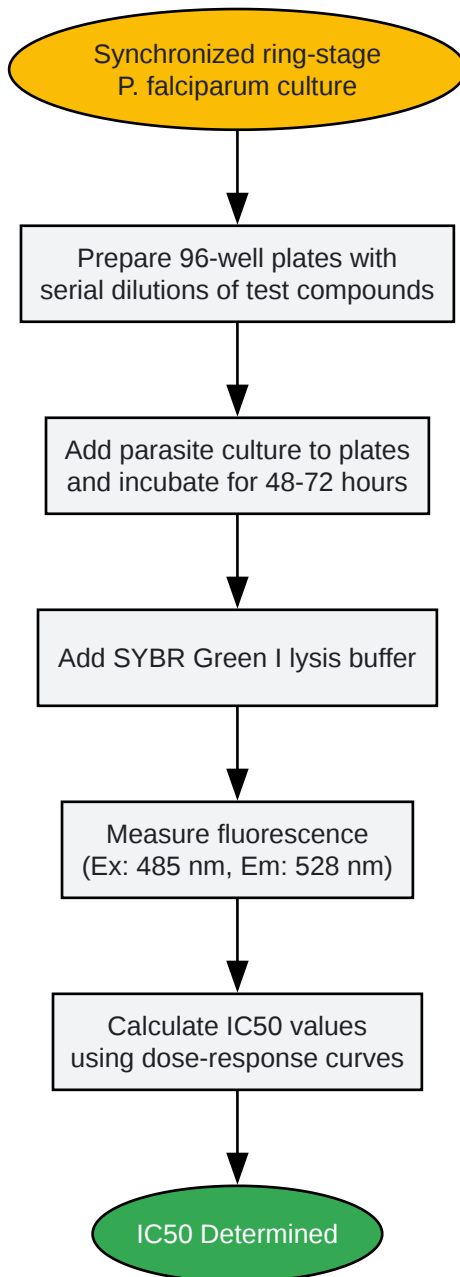 Synchronized ring-stage
P. falciparum culture
Prepare 96-well plates with
serial dilutions of test compounds
Add parasite culture to plates
and incubate for 48-72 hours
Add SYBR Green I lysis buffer
Measure fluorescence
(Ex: 485 nm, Em: 528 nm)
Calculate IC50 values
using dose-response curves
IC50 Determined